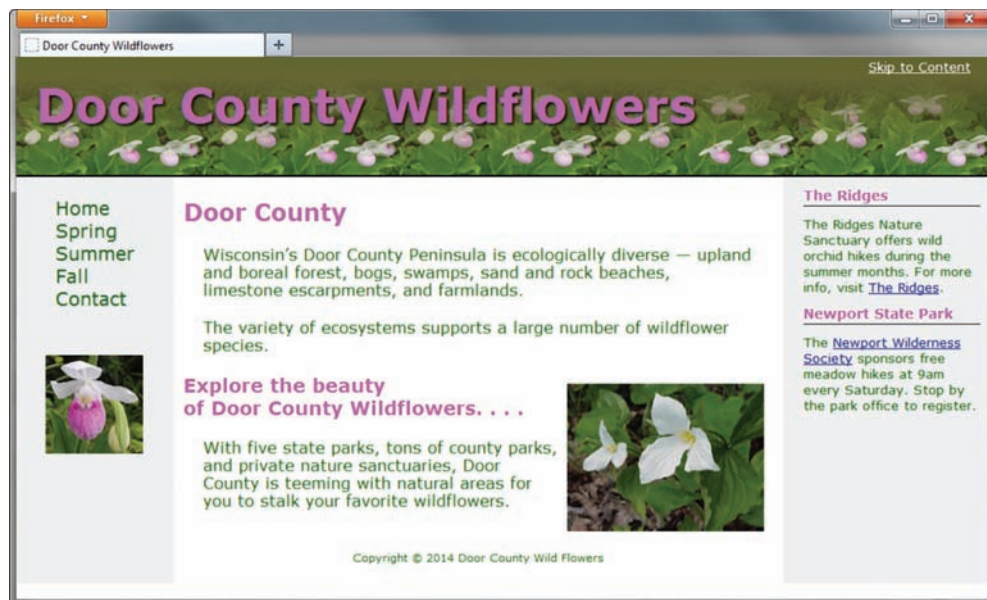 Firefox
Door County Wildflowers
+
Skip to Content
Door County Wildflowers
Home
Spring
Summer
Fall
Contact
Door County
Wisconsin's Door County Peninsula is ecologically diverse — upland
and boreal forest, bogs, swamps, sand and rock beaches,
limestone escarpments, and farmlands.
The variety of ecosystems supports a large number of wildflower
species.
Explore the beauty
of Door County Wildflowers. . . .
With five state parks, tons of county parks,
and private nature sanctuaries, Door
County is teeming with natural areas for
you to stalk your favorite wildflowers.
Copyright © 2014 Door County Wild Flowers
The Ridges
The Ridges Nature
Sanctuary offers wild
orchid hikes during the
summer months. For more
info, visit The Ridges.
Newport State Park
The Newport Wilderness
Society sponsors free
meadow hikes at 9am
every Saturday. Stop by
the park office to register.